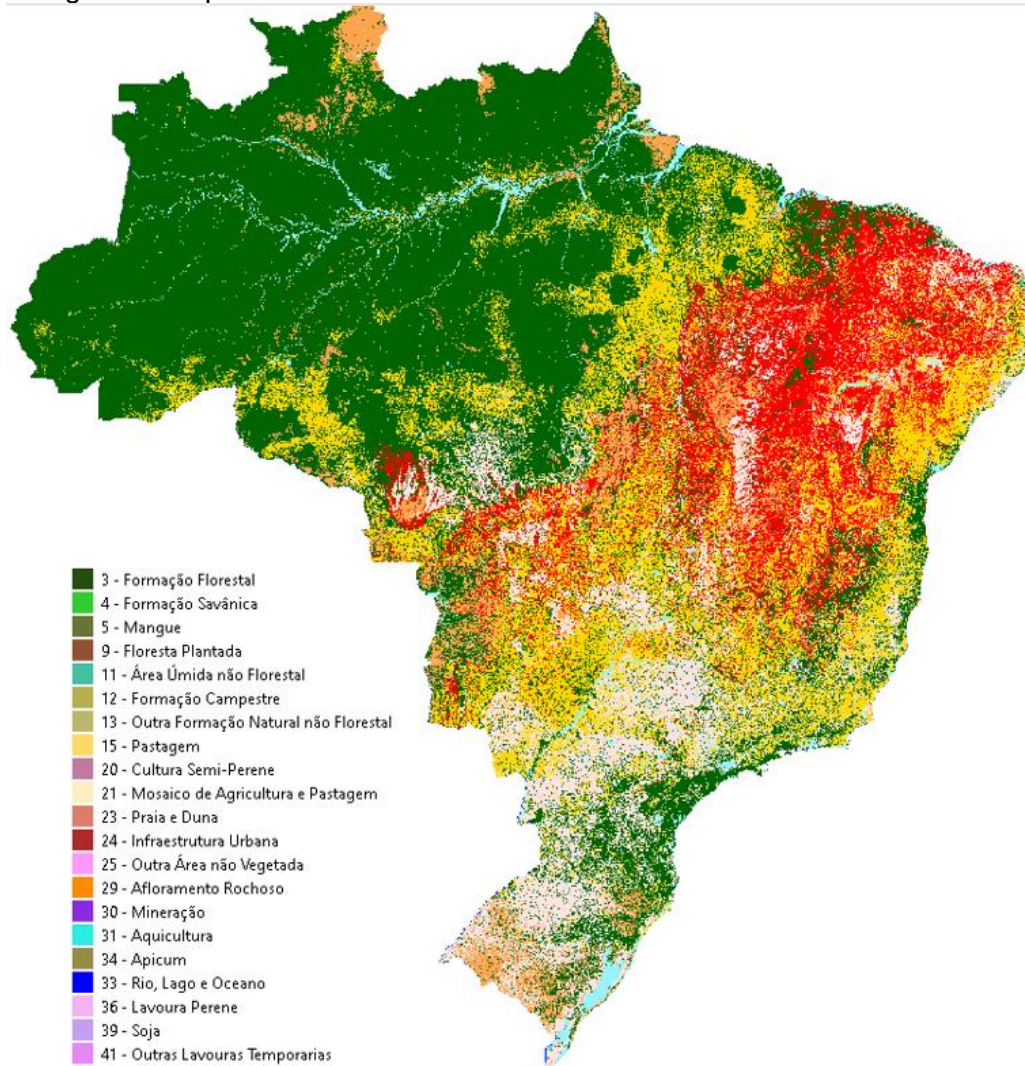 3 - Formação Florestal
4 - Formação Savânica
5 - Mangue
9 - Floresta Plantada
11 - Área Úmida não Florestal
12 - Formação Campestre
13 - Outra Formação Natural não Florestal
15 - Pastagem
20 - Cultura Semi-Perene
21 - Mosaico de Agricultura e Pastagem
23 - Praia e Duna
24 - Infraestrutura Urbana
25 - Outra Área não Vegetada
29 - Afloramento Rochoso
30 - Mineração
31 - Aquicultura
34 - Apicum
33 - Rio, Lago e Oceano
36 - Lavoura Perene
39 - Soja
41 - Outras Lavouras Temporarias